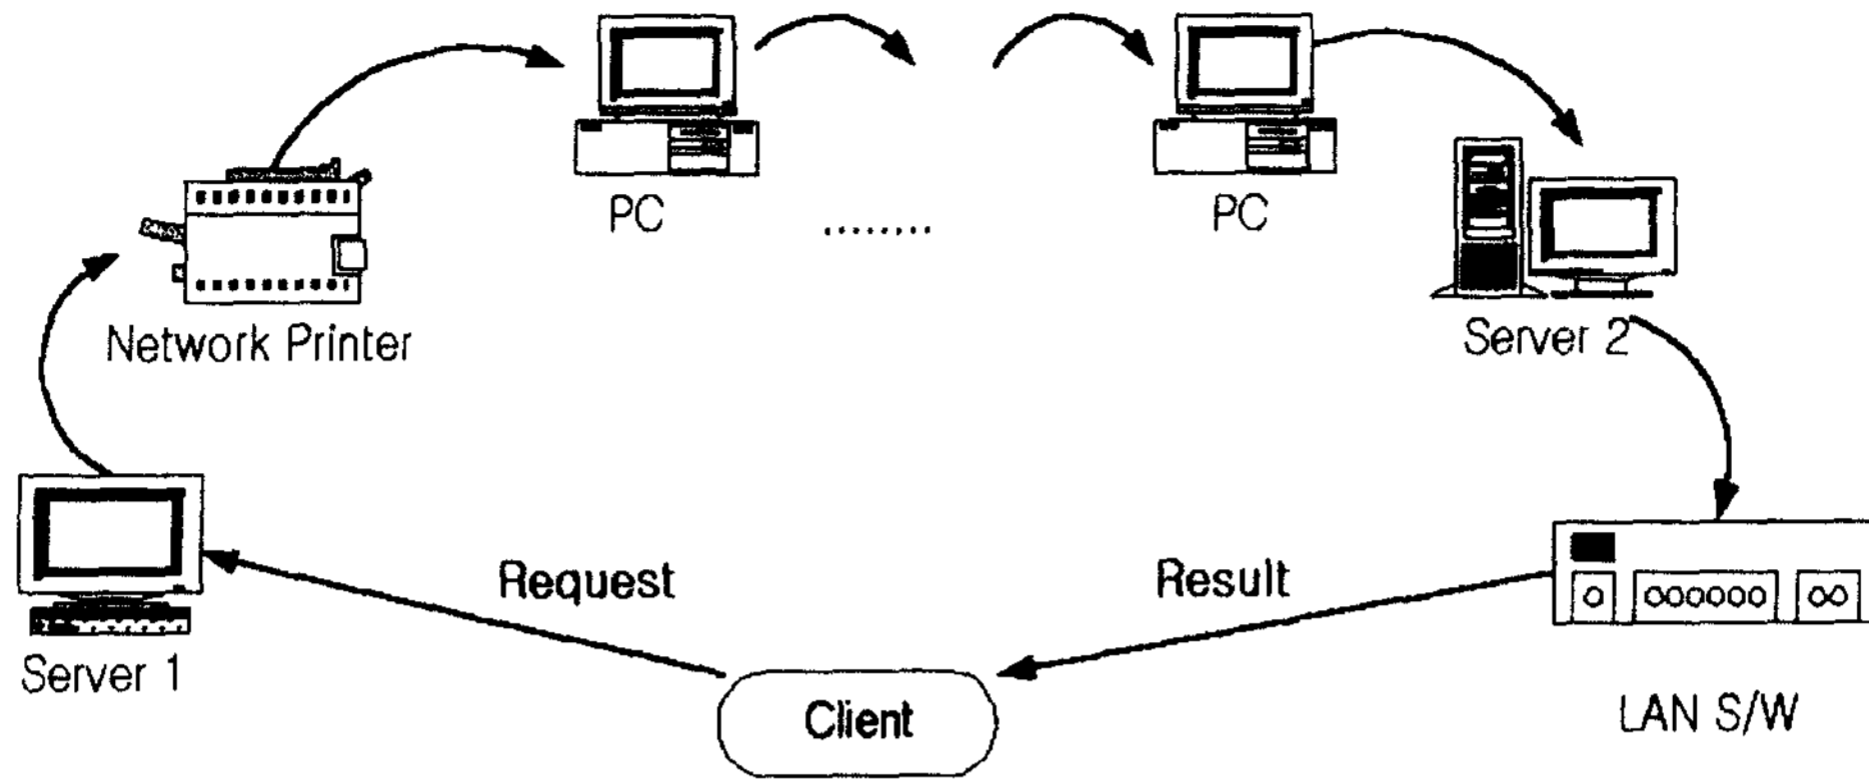 PC
PC
........
Network Printer
Server 2
Request
Result
Server 1
Client
LAN S/W